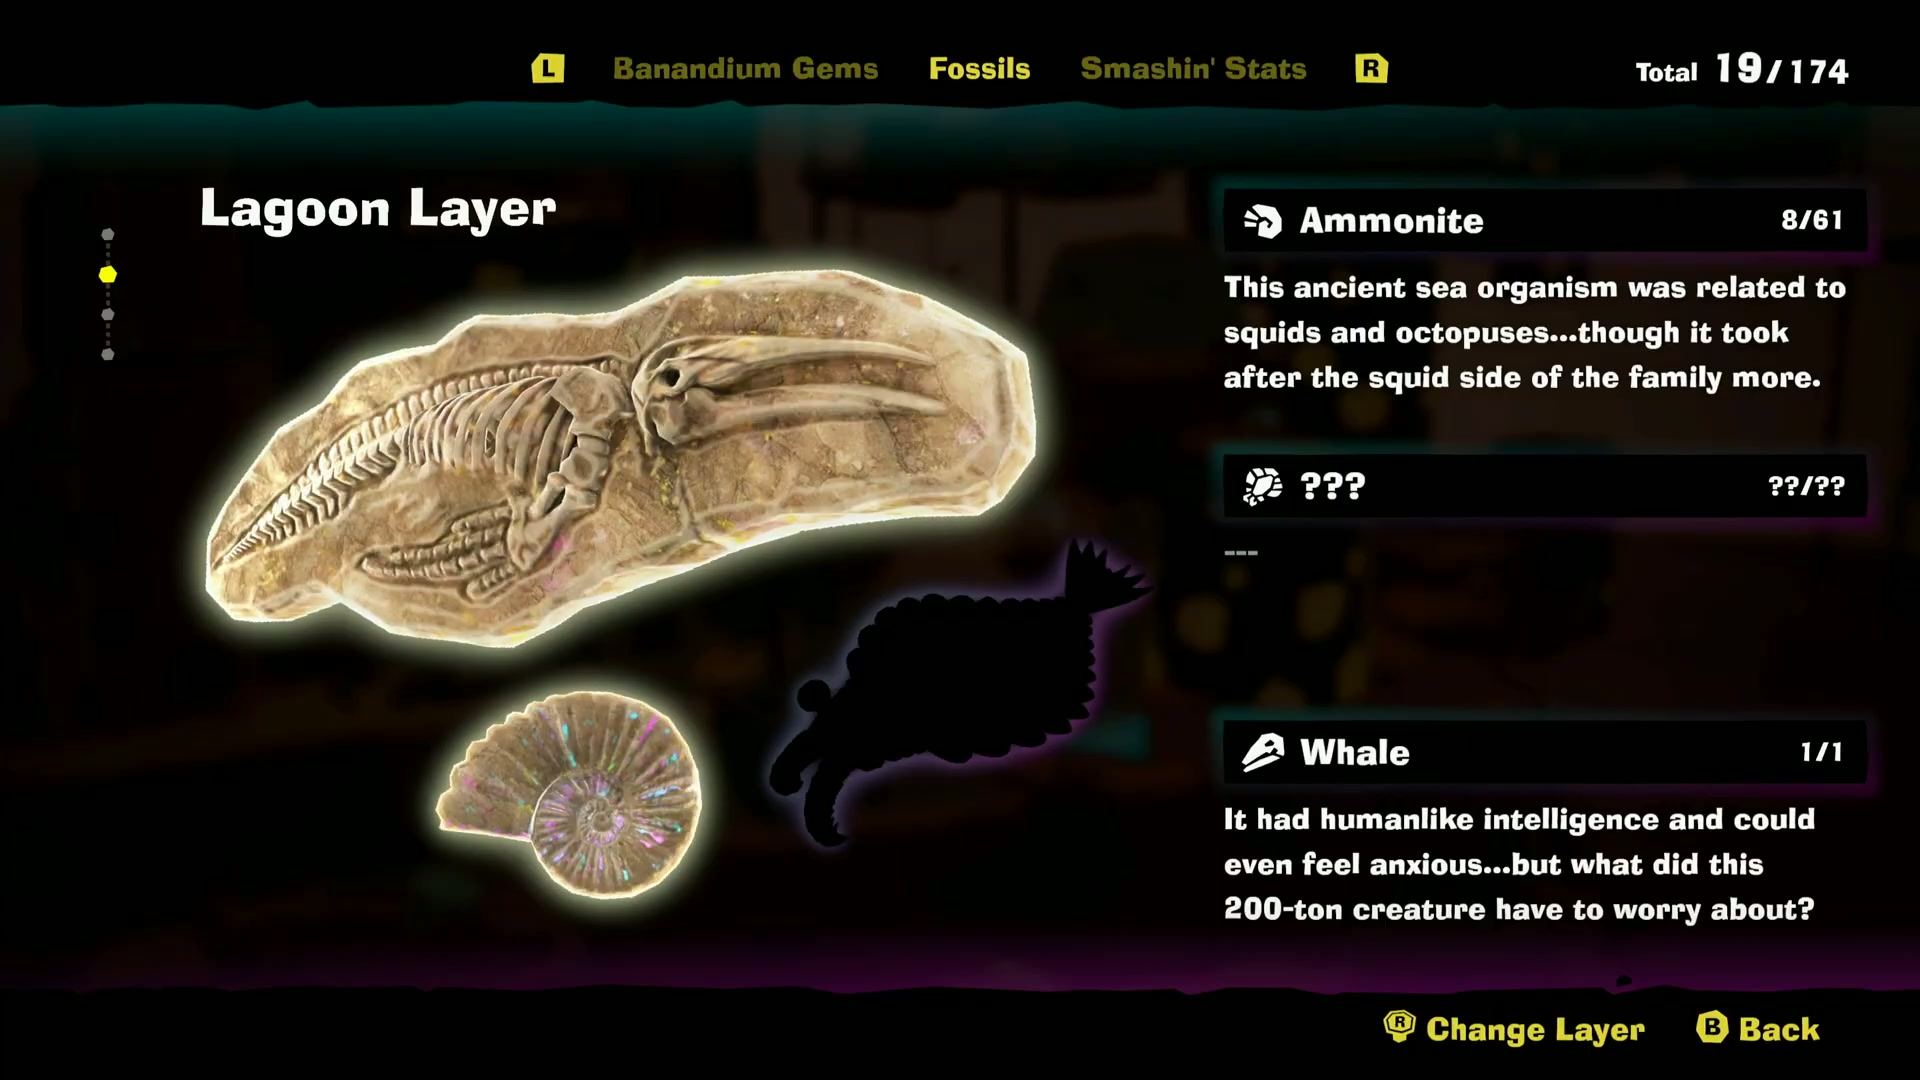 L Banandium Gems Fossils Smashin' Stats R
Total 19/174
Lagoon Layer
Ammonite 8/61
This ancient sea organism was related to
squids and octopuses...though it took
after the squid side of the family more.
??? ??/??
---
Whale 1/1
It had humanlike intelligence and could
even feel anxious...but what did this
200-ton creature have to worry about?
R Change Layer B Back